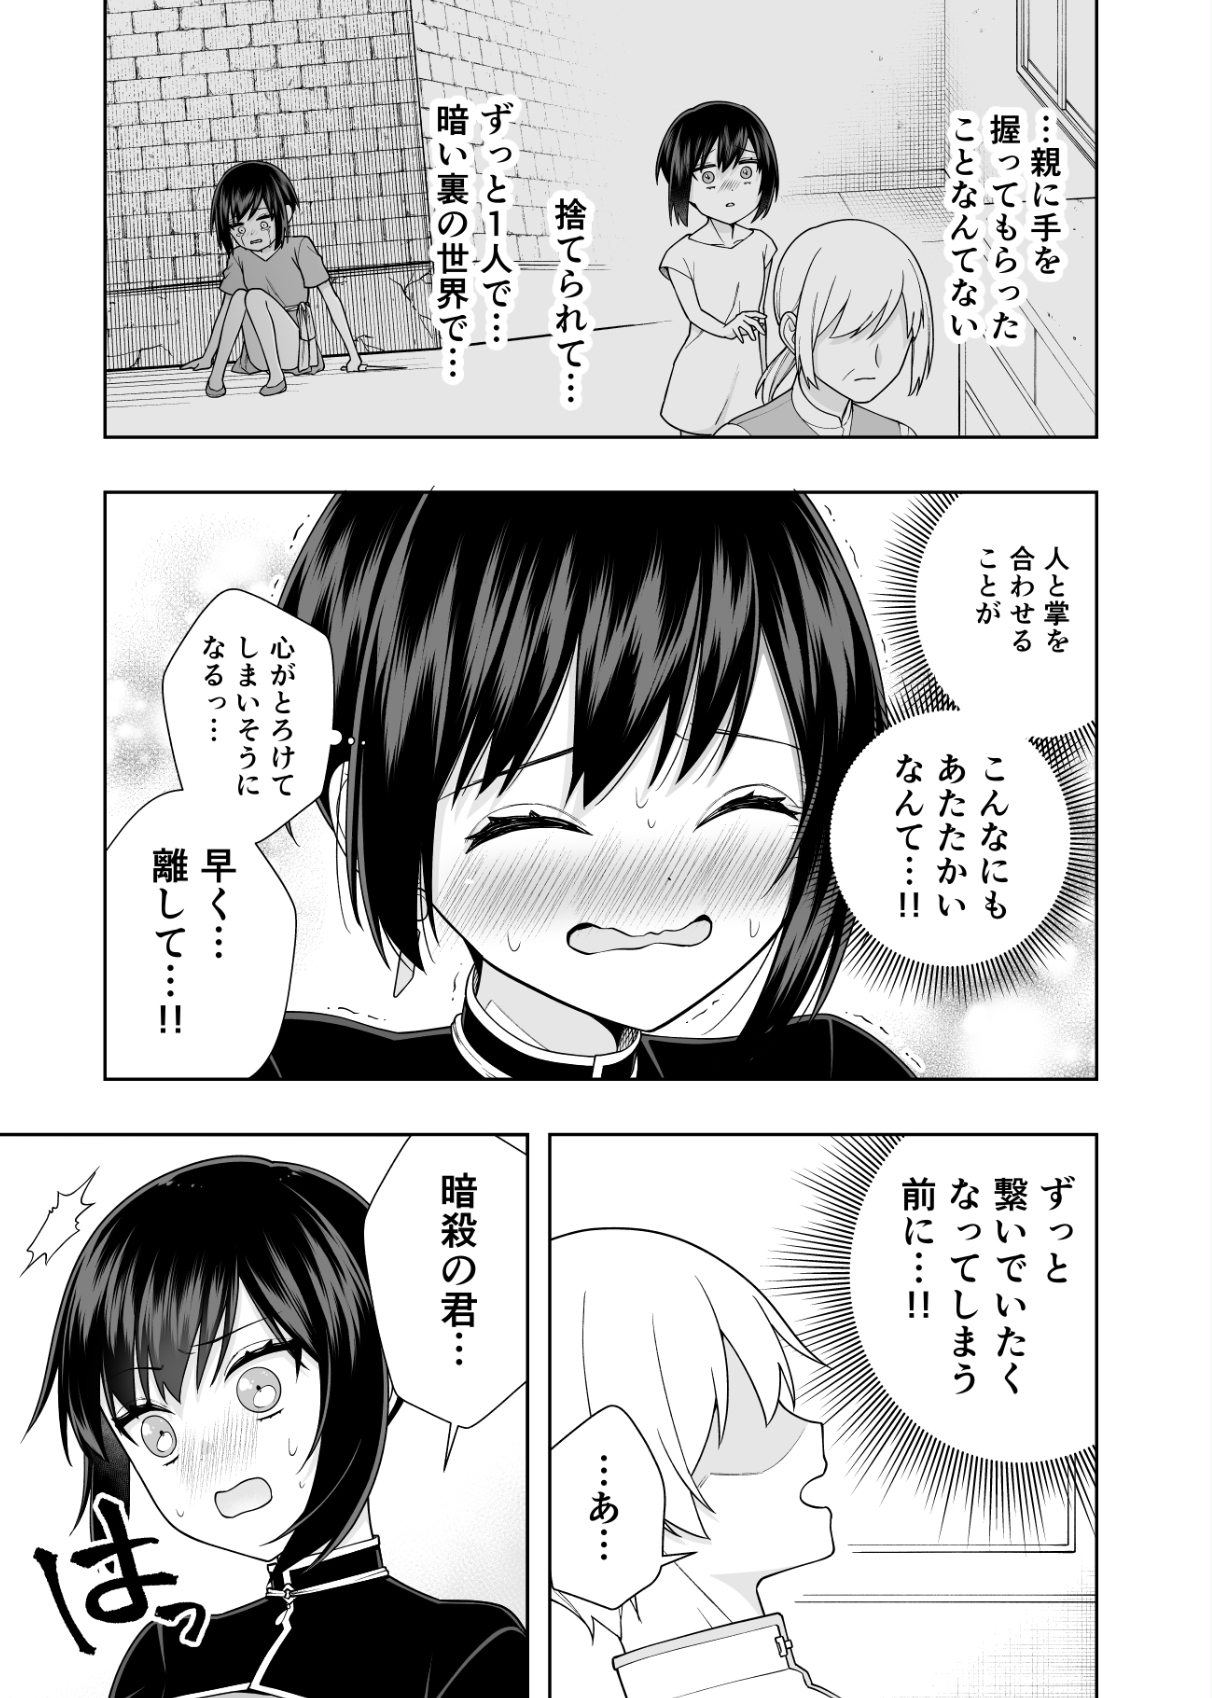 …親に手を
握ってもらった
ことなんてない
捨てられて…
ずっと1人で…
暗い裏の世界で…
人と掌を
合わせる
ことが
こんなにも
あたたかい
なんて…!!
心がとろけて
しまいそうに
なるっ…
早く…
離して…!!
ずっと
繋いでいたく
なってしまう
前に…!!
…あ…
暗殺の君…
はっ